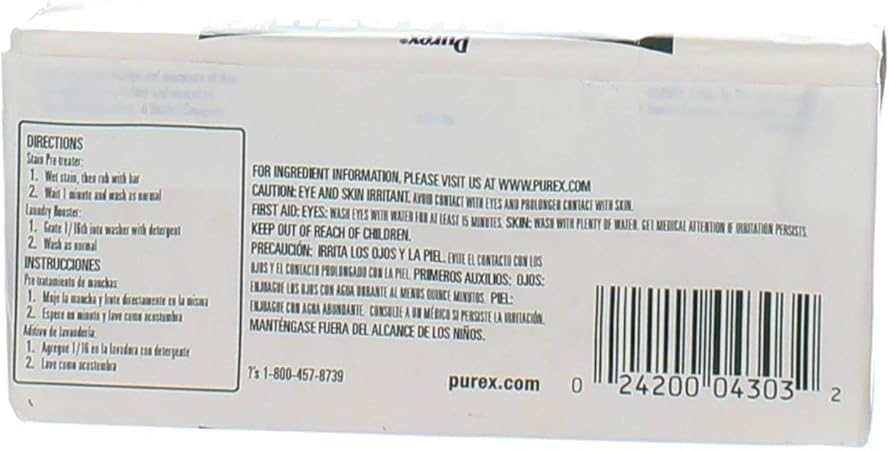 Purex®
DIRECTIONS
Stain Pre-treater:
1. Wet stain, then rub with bar
2. Wait 1 minute and wash as normal
Laundry Booster:
1. Grate 1/16th into washer with detergent
2. Wash as normal
INSTRUCCIONES
Pre-tratamiento de manchas:
1. Moje la mancha y frote directamente en la misma
2. Espere un minuto y lave como acostumbra
Aditivo de lavandería:
1. Agregue 1/16 en la lavadora con detergente
2. Lave como acostumbra
FOR INGREDIENT INFORMATION, PLEASE VISIT US AT WWW.PUREX.COM
CAUTION: EYE AND SKIN IRRITANT. AVOID CONTACT WITH EYES AND PROLONGED CONTACT WITH SKIN.
FIRST AID: EYES: WASH EYES WITH WATER FOR AT LEAST 15 MINUTES. SKIN: WASH WITH PLENTY OF WATER. GET MEDICAL ATTENTION IF IRRITATION PERSISTS.
KEEP OUT OF REACH OF CHILDREN.
PRECAUCIÓN: IRRITA LOS OJOS Y LA PIEL. EVITE EL CONTACTO CON LOS
OJOS Y EL CONTACTO PROLONGADO CON LA PIEL. PRIMEROS AUXILIOS: OJOS:
ENJUAGUE LOS OJOS CON AGUA DURANTE AL MENOS QUINCE MINUTOS. PIEL:
ENJUAGUE CON AGUA ABUNDANTE. CONSULTE A UN MÉDICO SI PERSISTE LA IRRITACIÓN.
MANTÉNGASE FUERA DEL ALCANCE DE LOS NIÑOS.
?'s 1-800-457-8739
purex.com
0 24200 04303 2